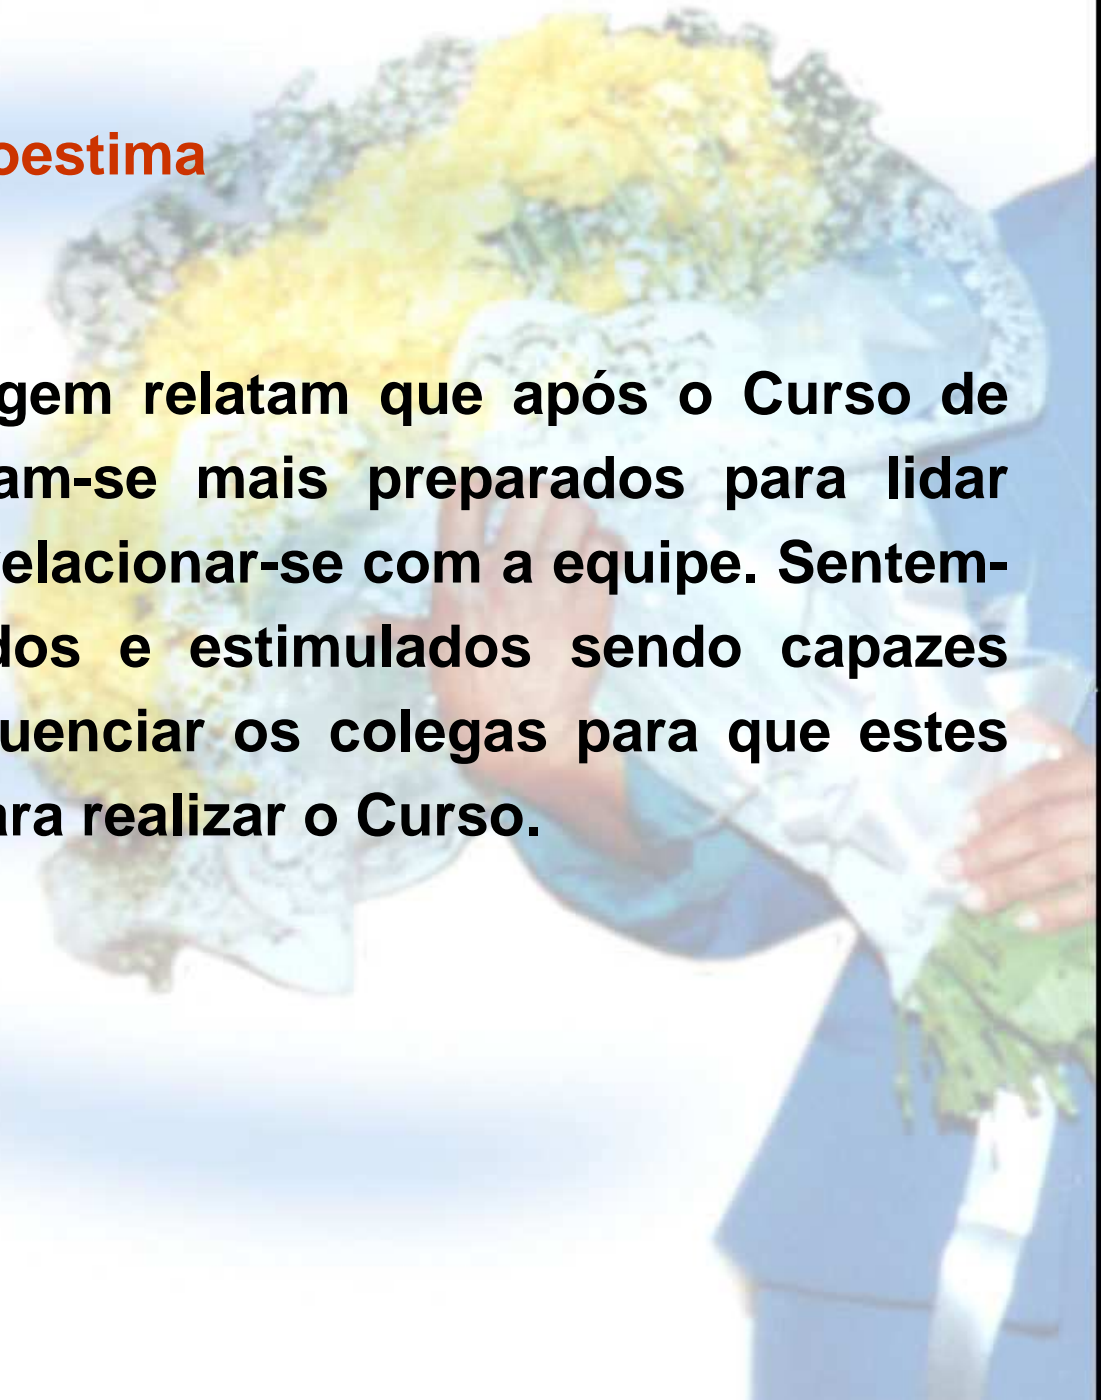 oestima
gem relatam que após o Curso de
am-se mais preparados para lidar
elacionar-se com a equipe. Sentem-
dos e estimulados sendo capazes
uenciar os colegas para que estes
ara realizar o Curso.